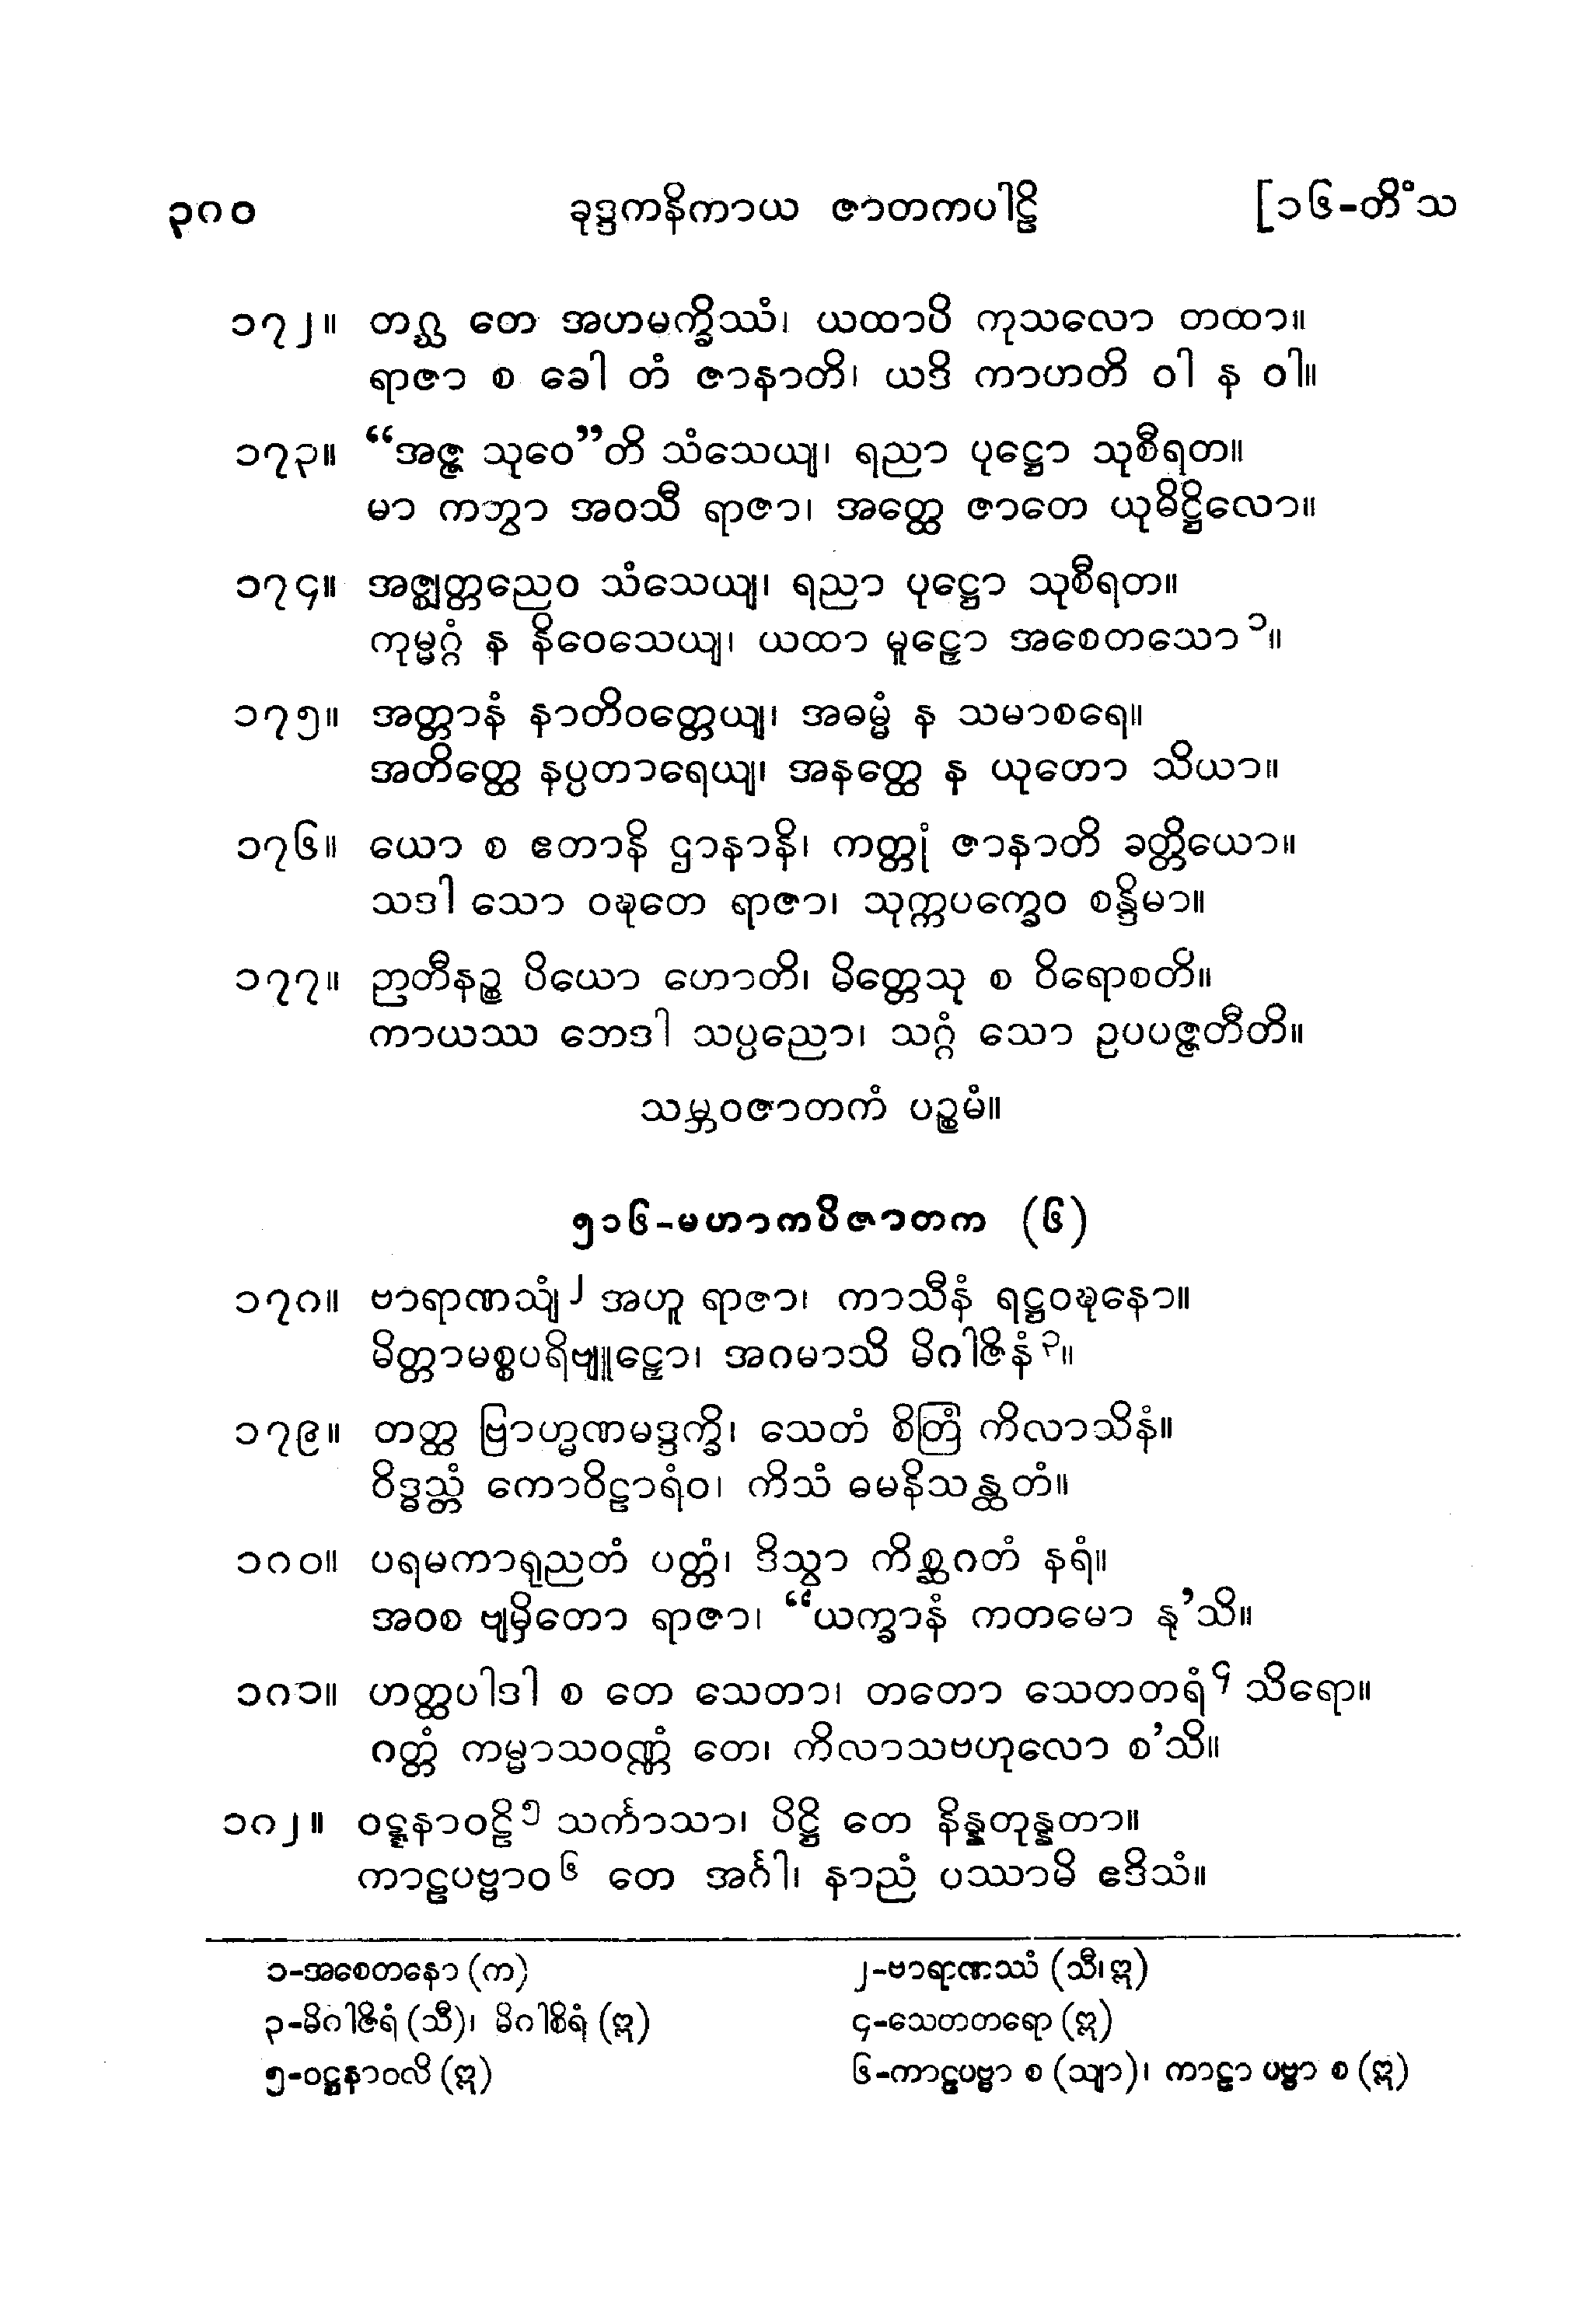 ၃၈၀ ခုဒ္ဒကနိကာယ ဇာတကပါဠိ [၁၆-တိံသ
၁၇၂။ တဂ္ဃ တေ အဟမက္ခိဿံ၊ ယထာပိ ကုသလော တထာ။
ရာဇာ စ ခေါ တံ ဇာနာတိ၊ ယဒိ ကာဟတိ ဝါ န ဝါ။
၁၇၃။ “အဇ္ဇ သုဝေ”တိ သံသေယျ၊ ရညာ ပုဋ္ဌော သုစီရတ။
မာ ကတွာ အဝသီ ရာဇာ၊ အတ္ထေ ဇာတေ ယုဓိဋ္ဌိလော။
၁၇၄။ အဇ္ဈတ္တညေဝ သံသေယျ၊ ရညာ ပုဋ္ဌော သုစီရတ။
ကုမ္မဂ္ဂံ န နိဝေသေယျ၊ ယထာ မူဠှော အစေတသော၁။
၁၇၅။ အတ္တာနံ နာတိဝတ္တေယျ၊ အဓမ္မံ န သမာစရေ။
အတိတ္ထေ နပ္ပတာရေယျ၊ အနတ္ထေ န ယုတော သိယာ။
၁၇၆။ ယော စ ဧတာနိ ဌာနာနိ၊ ကတ္တုံ ဇာနာတိ ခတ္တိယော။
သဒါ သော ဝဍ္ဎတေ ရာဇာ၊ သုက္ကပက္ခေဝ စန္ဒိမာ။
၁၇၇။ ဉာတီနဉ္စ ပိယော ဟောတိ၊ မိတ္တေသု စ ဝိရောစတိ။
ကာယဿ ဘေဒါ သပ္ပညော၊ သဂ္ဂံ သော ဥပပဇ္ဇတီတိ။
သမ္ဘဝဇာတကံ ပဉ္စမံ။
၅၁၆-မဟာကပိဇာတက (၆)
၁၇၈။ ဗာရာဏသျံ၂ အဟူ ရာဇာ၊ ကာသီနံ ရဋ္ဌဝဍ္ဎနော။
မိတ္တာမစ္စပရိဗျူဠှော၊ အဂမာသိ မိဂါဇိနံ၃။
၁၇၉။ တတ္ထ ဗြာဟ္မဏမဒ္ဒက္ခိ၊ သေတံ စိတြံ ကိလာသိနံ။
ဝိဒ္ဓသ္တံ ကောဝိဠာရံဝ၊ ကိသံ ဓမနိသန္ထတံ။
၁၈၀။ ပရမကာရုညတံ ပတ္တံ၊ ဒိသွာ ကိစ္ဆဂတံ နရံ။
အဝစ ဗျမှိတော ရာဇာ၊ “ယက္ခာနံ ကတမော နု’သိ။
၁၈၁။ ဟတ္ထပါဒါ စ တေ သေတာ၊ တတော သေတတရံ၄ သိရော။
ဂတ္တံ ကမ္မာသဝဏ္ဏံ တေ၊ ကိလာသဗဟုလော စ’သိ။
၁၈၂။ ဝဋ္ဋနာဝဠိ၅ သင်္ကာသာ၊ ပိဋ္ဌိ တေ နိန္နတုန္နတာ။
ကာဠပဗ္ဗာဝ၆ တေ အင်္ဂါ၊ နာညံ ပဿာမိ ဧဒိသံ။
၁-အစေတနော (က) ၂-ဗာရာဏဿံ (သီ၊ဣ)
၃-မိဂါဇိရံ (သီ)၊ မိဂါစိရံ (ဣ) ၄-သေတတရော (ဣ)
၅-ဝဋ္ဌနာဝလိ (ဣ) ၆-ကာဠပဗ္ဗာ စ (သျာ)၊ ကာဠာ ပဗ္ဗာ စ (ဣ)